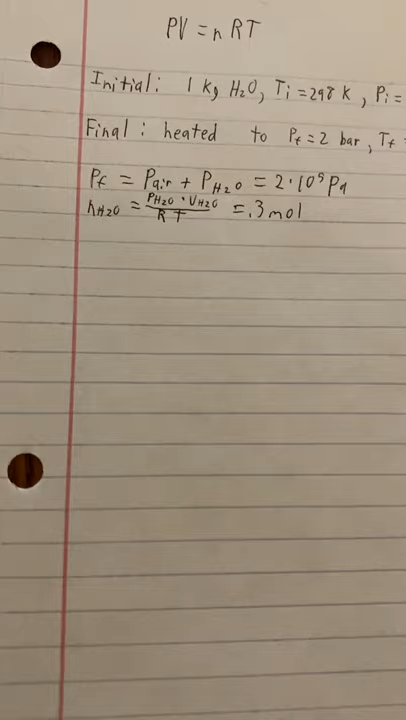 PV = nRT
Initial: 1 kg H₂O, Tᵢ = 298 K, Pᵢ =
Final: heated to P_f = 2 bar, T_f =
P_f = P_air + P_H₂O = 2·10⁵ Pa
n_H₂O = (P_H₂O · V_H₂O)/(R T) = .3 mol